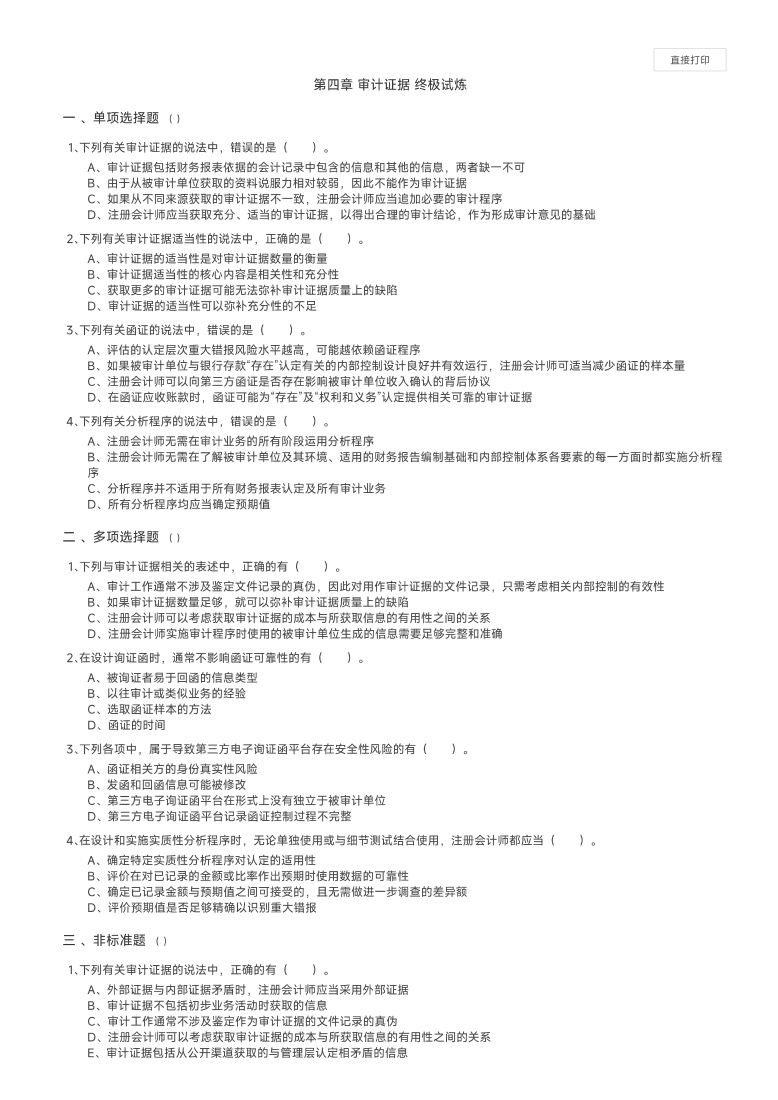 直接打印
第四章 审计证据 终极试炼
一 、单项选择题 （ ）
1、下列有关审计证据的说法中，错误的是（　　）。
A、审计证据包括财务报表依据的会计记录中包含的信息和其他的信息，两者缺一不可
B、由于从被审计单位获取的资料说服力相对较弱，因此不能作为审计证据
C、如果从不同来源获取的审计证据不一致，注册会计师应当追加必要的审计程序
D、注册会计师应当获取充分、适当的审计证据，以得出合理的审计结论，作为形成审计意见的基础
2、下列有关审计证据适当性的说法中，正确的是（　　）。
A、审计证据的适当性是对审计证据数量的衡量
B、审计证据适当性的核心内容是相关性和充分性
C、获取更多的审计证据可能无法弥补审计证据质量上的缺陷
D、审计证据的适当性可以弥补充分性的不足
3、下列有关函证的说法中，错误的是（　　）。
A、评估的认定层次重大错报风险水平越高，可能越依赖函证程序
B、如果被审计单位与银行存款“存在”认定有关的内部控制设计良好并有效运行，注册会计师可适当减少函证的样本量
C、注册会计师可以向第三方函证是否存在影响被审计单位收入确认的背后协议
D、在函证应收账款时，函证可能为“存在”及“权利和义务”认定提供相关可靠的审计证据
4、下列有关分析程序的说法中，错误的是（　　）。
A、注册会计师无需在审计业务的所有阶段运用分析程序
B、注册会计师无需在了解被审计单位及其环境、适用的财务报告编制基础和内部控制体系各要素的每一方面时都实施分析程
序
C、分析程序并不适用于所有财务报表认定及所有审计业务
D、所有分析程序均应当确定预期值
二 、多项选择题 （ ）
1、下列与审计证据相关的表述中，正确的有（　　）。
A、审计工作通常不涉及鉴定文件记录的真伪，因此对用作审计证据的文件记录，只需考虑相关内部控制的有效性
B、如果审计证据数量足够，就可以弥补审计证据质量上的缺陷
C、注册会计师可以考虑获取审计证据的成本与所获取信息的有用性之间的关系
D、注册会计师实施审计程序时使用的被审计单位生成的信息需要足够完整和准确
2、在设计询证函时，通常不影响函证可靠性的有（　　）。
A、被询证者易于回函的信息类型
B、以往审计或类似业务的经验
C、选取函证样本的方法
D、函证的时间
3、下列各项中，属于导致第三方电子询证函平台存在安全性风险的有（　　）。
A、函证相关方的身份真实性风险
B、发函和回函信息可能被修改
C、第三方电子询证函平台在形式上没有独立于被审计单位
D、第三方电子询证函平台记录函证控制过程不完整
4、在设计和实施实质性分析程序时，无论单独使用或与细节测试结合使用，注册会计师都应当（　　）。
A、确定特定实质性分析程序对认定的适用性
B、评价在对已记录的金额或比率作出预期时使用数据的可靠性
C、确定已记录金额与预期值之间可接受的，且无需做进一步调查的差异额
D、评价预期值是否足够精确以识别重大错报
三 、非标准题 （ ）
1、下列有关审计证据的说法中，正确的有（　　）。
A、外部证据与内部证据矛盾时，注册会计师应当采用外部证据
B、审计证据不包括初步业务活动时获取的信息
C、审计工作通常不涉及鉴定作为审计证据的文件记录的真伪
D、注册会计师可以考虑获取审计证据的成本与所获取信息的有用性之间的关系
E、审计证据包括从公开渠道获取的与管理层认定相矛盾的信息